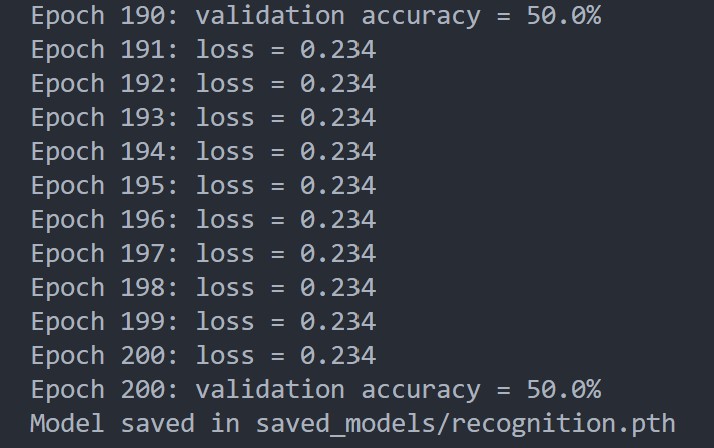 Epoch 190: validation accuracy = 50.0%
Epoch 191: loss = 0.234
Epoch 192: loss = 0.234
Epoch 193: loss = 0.234
Epoch 194: loss = 0.234
Epoch 195: loss = 0.234
Epoch 196: loss = 0.234
Epoch 197: loss = 0.234
Epoch 198: loss = 0.234
Epoch 199: loss = 0.234
Epoch 200: loss = 0.234
Epoch 200: validation accuracy = 50.0%
Model saved in saved_models/recognition.pth